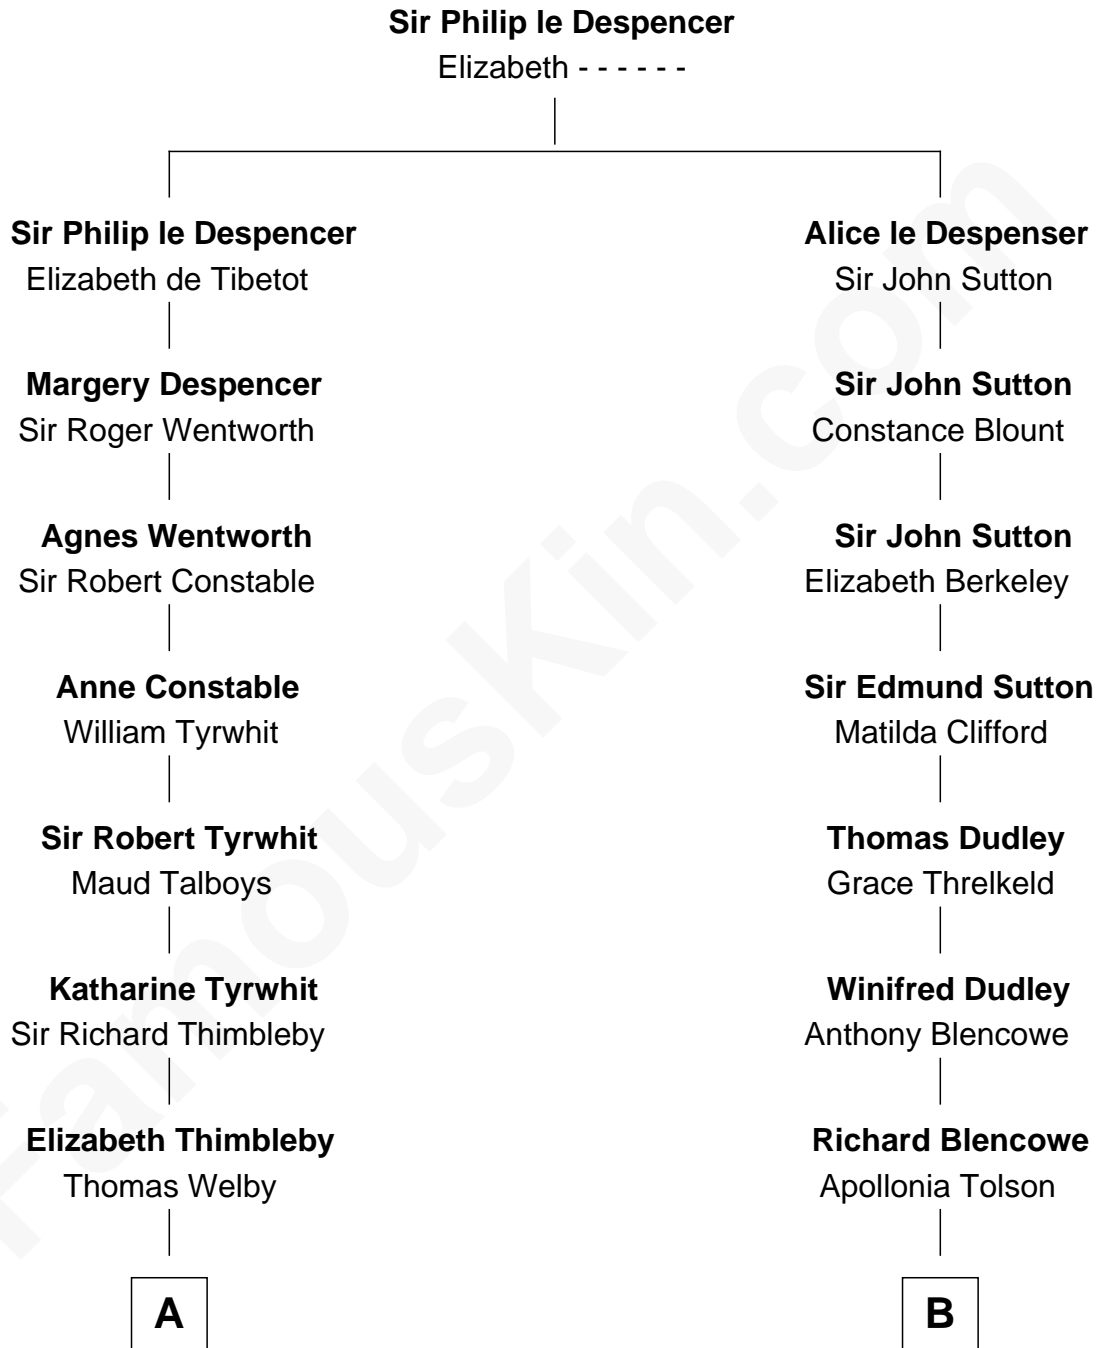 Sir Philip le Despencer
Elizabeth - - - - - -
Sir Philip le Despencer
Elizabeth de Tibetot
Alice le Despenser
Sir John Sutton
Margery Despencer
Sir Roger Wentworth
Sir John Sutton
Constance Blount
Agnes Wentworth
Sir Robert Constable
Sir John Sutton
Elizabeth Berkeley
Anne Constable
William Tyrwhit
Sir Edmund Sutton
Matilda Clifford
Sir Robert Tyrwhit
Maud Talboys
Thomas Dudley
Grace Threlkeld
Katharine Tyrwhit
Sir Richard Thimbleby
Winifred Dudley
Anthony Blencowe
Elizabeth Thimbleby
Thomas Welby
Richard Blencowe
Apollonia Tolson
A
B
FamousKin.com